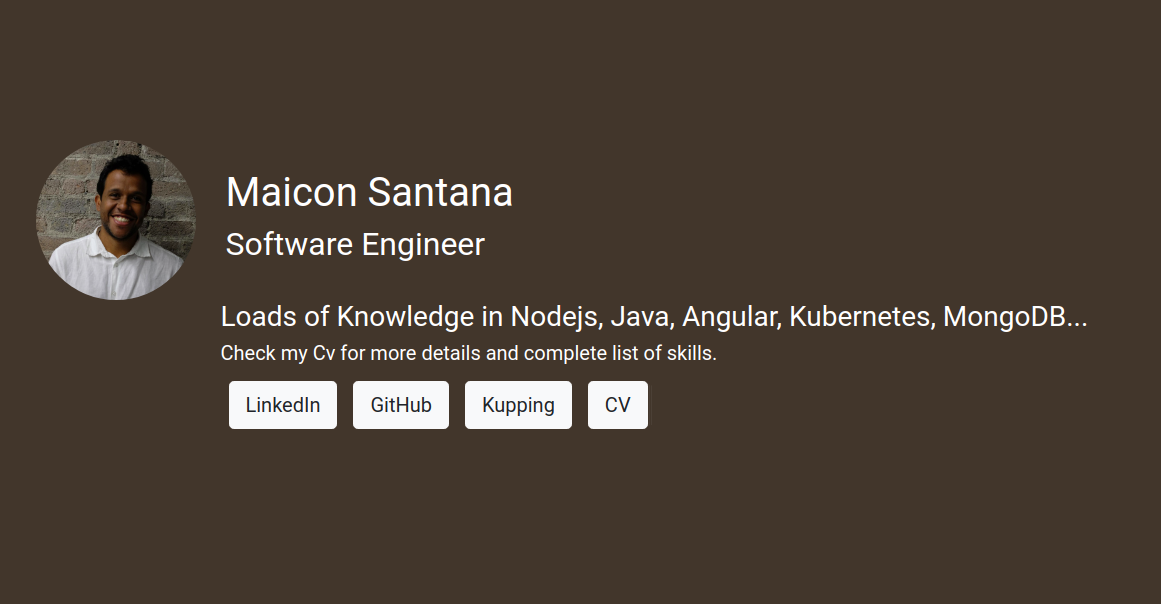 Maicon Santana
Software Engineer
Loads of Knowledge in Nodejs, Java, Angular, Kubernetes, MongoDB...
Check my Cv for more details and complete list of skills.
LinkedIn GitHub Kupping CV